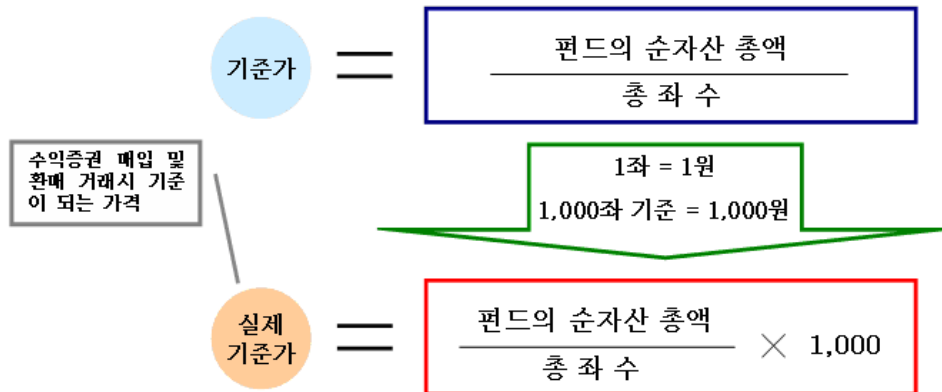 기준가
=
펀드의 순자산 총액
총 좌 수
수익증권 매입 및
환매 거래시 기준
이 되는 가격
1좌 = 1원
1,000좌 기준 = 1,000원
실제
기준가
=
펀드의 순자산 총액
총 좌 수
× 1,000